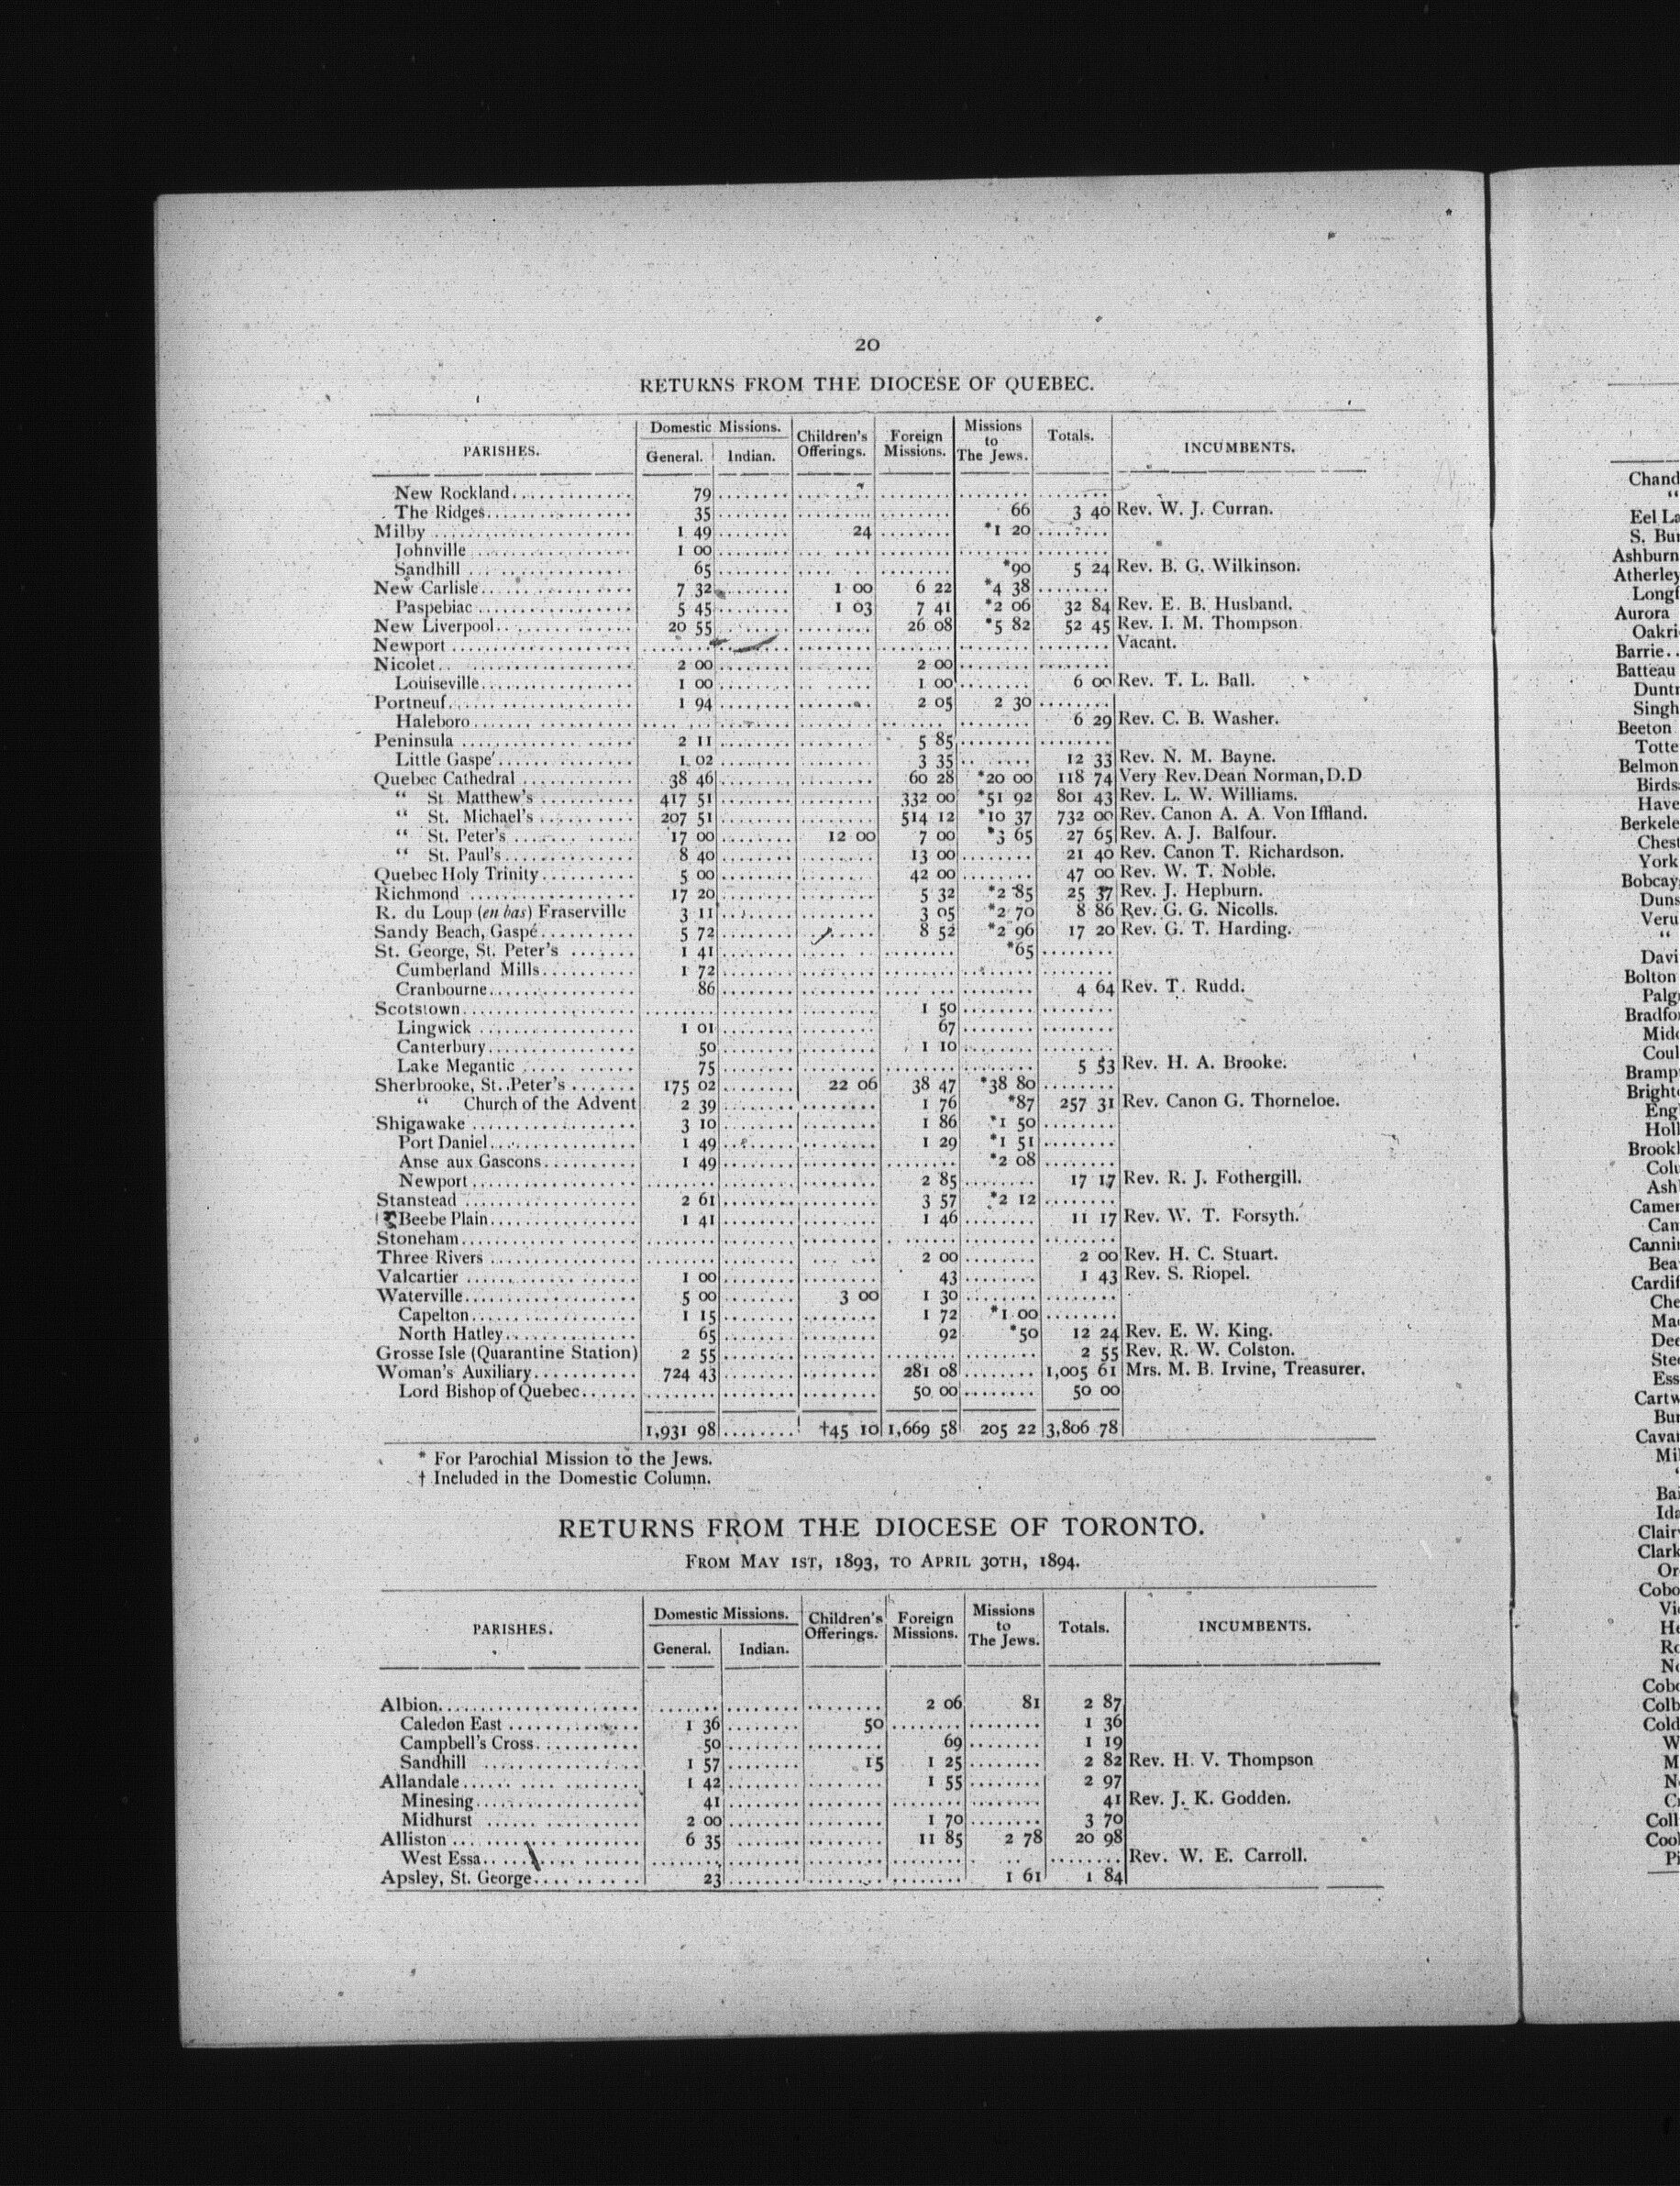 20
RETURNS FROM THE DIOCESE OF QUEBEC.
PARISHES. Domestic Missions. General. Indian. Children's Offerings. Foreign Missions. Missions to The Jews. Totals. INCUMBENTS.
New Rockland 79
The Ridges 35 66 3 40 Rev. W. J. Curran.
Milby 1 49 24 *1 20
Johnville 1 00
Sandhill 65 *90 5 24 Rev. B. G. Wilkinson.
New Carlisle 7 32 1 00 6 22 *4 38
Paspebiac 5 45 1 03 7 41 *2 06 32 84 Rev. E. B. Husband.
New Liverpool 20 55 26 08 *5 82 52 45 Rev. I. M. Thompson.
Newport Vacant.
Nicolet 2 00 2 00
Louiseville 1 00 1 00 6 00 Rev. T. L. Ball.
Portneuf 1 94 2 05 2 30
Haleboro 6 29 Rev. C. B. Washer.
Peninsula 2 11 5 85
Little Gaspé 1 02 3 35 12 33 Rev. N. M. Bayne.
Quebec Cathedral 38 46 60 28 *20 00 118 74 Very Rev. Dean Norman, D.D
“ St. Matthew's 417 51 332 00 *51 92 801 43 Rev. L. W. Williams.
“ St. Michael's 207 51 514 12 *10 37 732 00 Rev. Canon A. A. Von Iffland.
“ St. Peter's 17 00 12 00 7 00 *3 65 27 65 Rev. A. J. Balfour.
“ St. Paul's 8 40 13 00 21 40 Rev. Canon T. Richardson.
Quebec Holy Trinity 5 00 42 00 47 00 Rev. W. T. Noble.
Richmond 17 20 5 32 *2 85 25 37 Rev. J. Hepburn.
R. du Loup (en bas) Fraserville 3 11 3 05 *2 70 8 86 Rev. G. G. Nicolls.
Sandy Beach, Gaspé 5 72 8 52 *2 96 17 20 Rev. G. T. Harding.
St. George, St. Peter's 1 41 *65
Cumberland Mills 1 72
Cranbourne 86 4 64 Rev. T. Rudd.
Scotstown 1 50
Lingwick 1 01 67
Canterbury 50 1 10
Lake Megantic 75 5 53 Rev. H. A. Brooke.
Sherbrooke, St. Peter's 175 02 22 06 38 47 *38 80
“ Church of the Advent 2 39 1 76 *87 257 31 Rev. Canon G. Thorneloe.
Shigawake 3 10 1 86 *1 50
Port Daniel 1 49 1 29 *1 51
Anse aux Gascons 1 49 *2 08
Newport 2 85 17 17 Rev. R. J. Fothergill.
Stanstead 2 61 3 57 *2 12
Beebe Plain 1 41 1 46 11 17 Rev. W. T. Forsyth.
Stoneham
Three Rivers 2 00 2 00 Rev. H. C. Stuart.
Valcartier 1 00 43 1 43 Rev. S. Riopel.
Waterville 5 00 3 00 1 30
Capelton 1 15 1 72 *1 00
North Hatley 65 92 *50 12 24 Rev. E. W. King.
Grosse Isle (Quarantine Station) 2 55 2 55 Rev. R. W. Colston.
Woman's Auxiliary 724 43 281 08 1,005 61 Mrs. M. B. Irvine, Treasurer.
Lord Bishop of Quebec 50 00 50 00
1,931 98 †45 10 1,669 58 205 22 3,806 78
* For Parochial Mission to the Jews.
† Included in the Domestic Column.
RETURNS FROM THE DIOCESE OF TORONTO.
FROM MAY 1ST, 1893, TO APRIL 30TH, 1894.
PARISHES. Domestic Missions. General. Indian. Children's Offerings. Foreign Missions. Missions to The Jews. Totals. INCUMBENTS.
Albion 2 06 81 2 87
Caledon East 1 36 50 1 36
Campbell's Cross 50 69 1 19
Sandhill 1 57 15 1 25 2 82 Rev. H. V. Thompson
Allandale 1 42 1 55 2 97
Minesing 41 41 Rev. J. K. Godden.
Midhurst 2 00 1 70 3 70
Alliston 6 35 11 85 2 78 20 98
West Essa Rev. W. E. Carroll.
Apsley, St. George 23 1 61 1 84